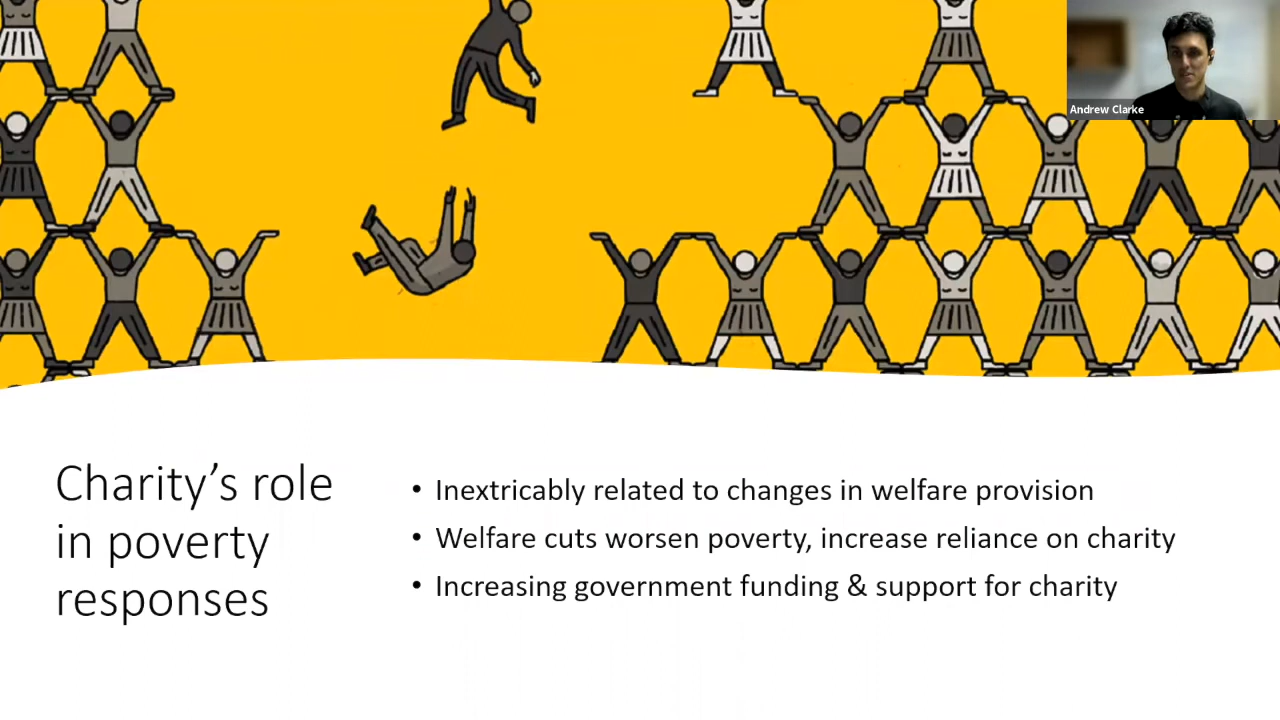 Andrew Clarke
Charity's role
in poverty
responses
• Inextricably related to changes in welfare provision
• Welfare cuts worsen poverty, increase reliance on charity
• Increasing government funding & support for charity